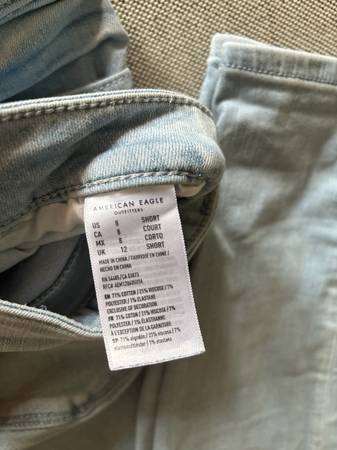 AMERICAN EAGLE
OUTFITTERS
US 8 SHORT
CA 8 COURT
MX 8 CORTO
UK 12 SHORT
MADE IN CHINA / FABRIQUÉ EN CHINE /
HECHO EN CHINA
EN 71% COTTON / 21% VISCOSE / 7%
POLYESTER / 1% ELASTANE
EXCLUSIVE OF DECORATION
FR 71% COTON / 21% VISCOSE / 7%
POLYESTER / 1% ÉLASTHANNE
À L'EXCEPTION DE LA GARNITURE
SP 71% algodón / 21% viscosa / 7%
/ 1% elastano